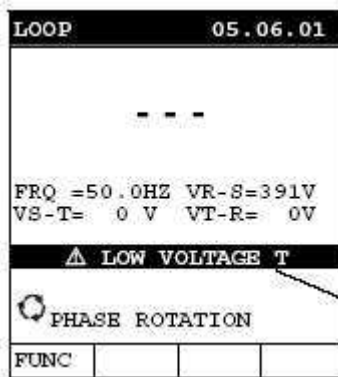 LOOP 05.06.01
---
FRQ =50.0HZ VR-S=391V
VS-T= 0 V VT-R= 0V
⚠ LOW VOLTAGE T
PHASE ROTATION
FUNC